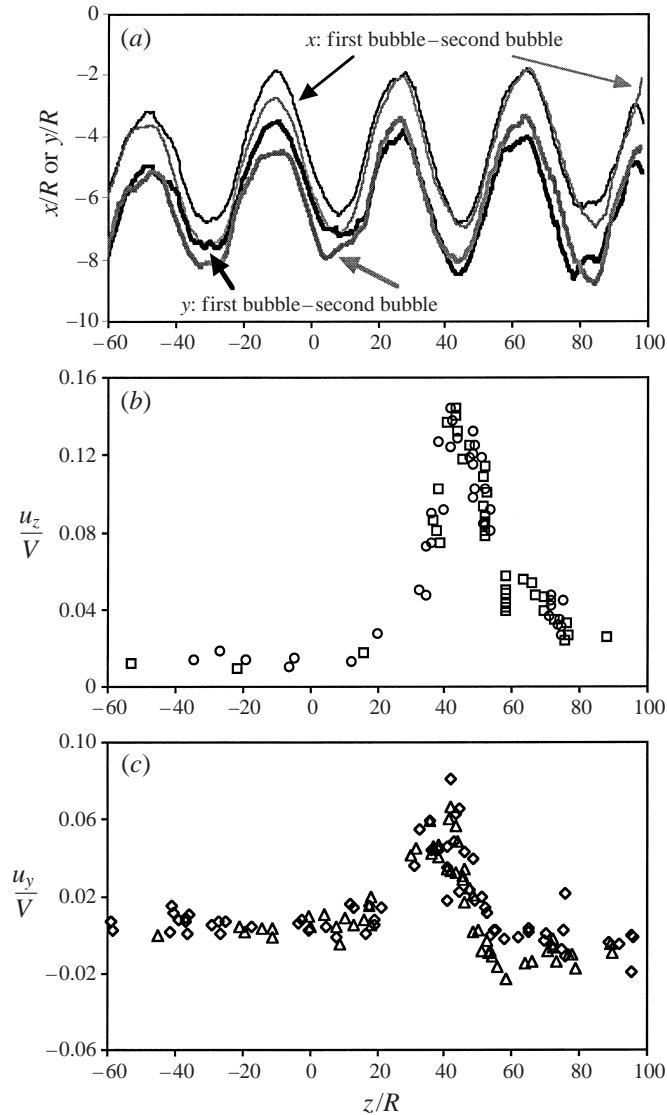 0
(a)
x: first bubble–second bubble
−2
−4
x/R or y/R
−6
−8
y: first bubble–second bubble
−10
−60 −40 −20 0 20 40 60 80 100
0.16
(b)
0.12
u_z
V
0.08
0.04
0
−60 −40 −20 0 20 40 60 80 100
0.10
(c)
0.06
u_y
V
0.02
−0.02
−0.06
−60 −40 −20 0 20 40 60 80 100
z/R